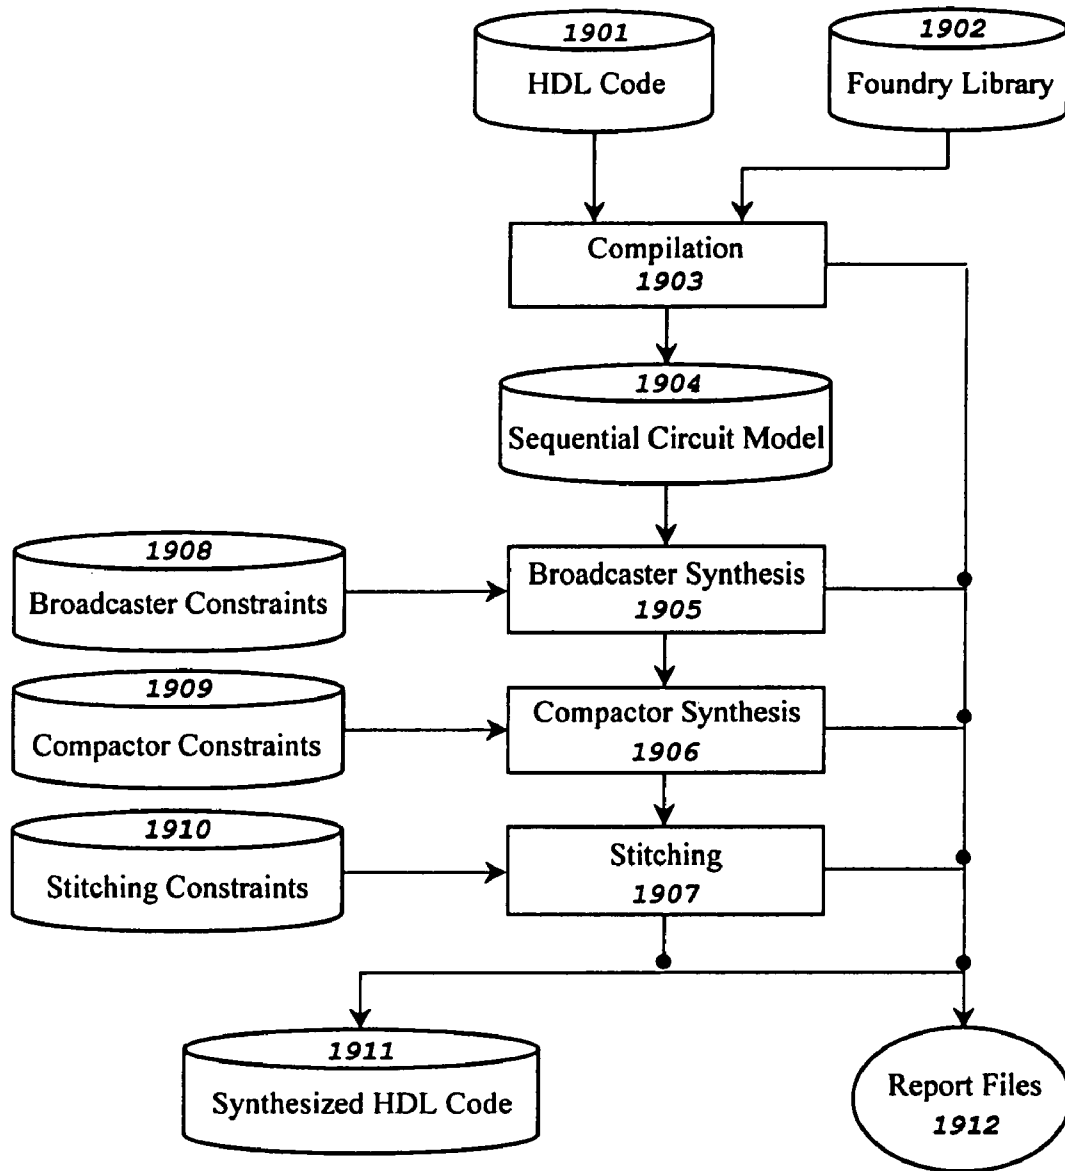 1901
HDL Code
1902
Foundry Library
Compilation
1903
1904
Sequential Circuit Model
1908
Broadcaster Constraints
Broadcaster Synthesis
1905
1909
Compactor Constraints
Compactor Synthesis
1906
1910
Stitching Constraints
Stitching
1907
1911
Synthesized HDL Code
Report Files
1912